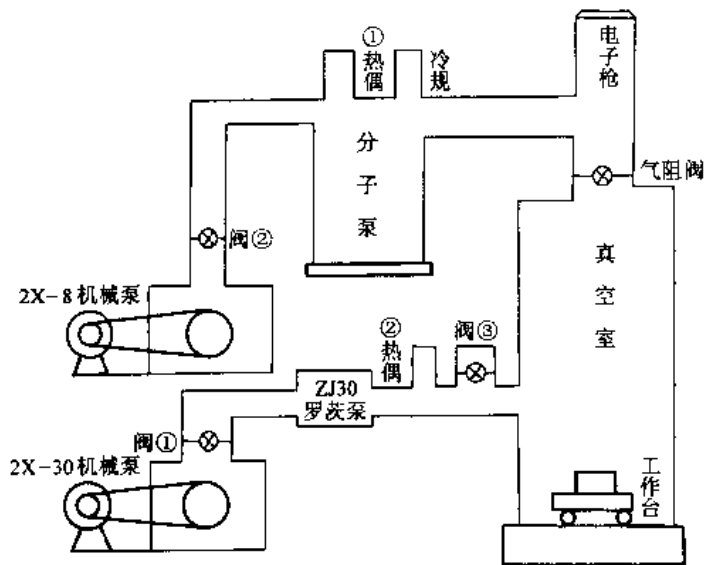 ①
热偶
冷规
电子枪
分子泵
气阻阀
阀②
真空室
2X-8机械泵
②
热偶
阀③
ZJ30
罗茨泵
阀①
2X-30机械泵
工作台